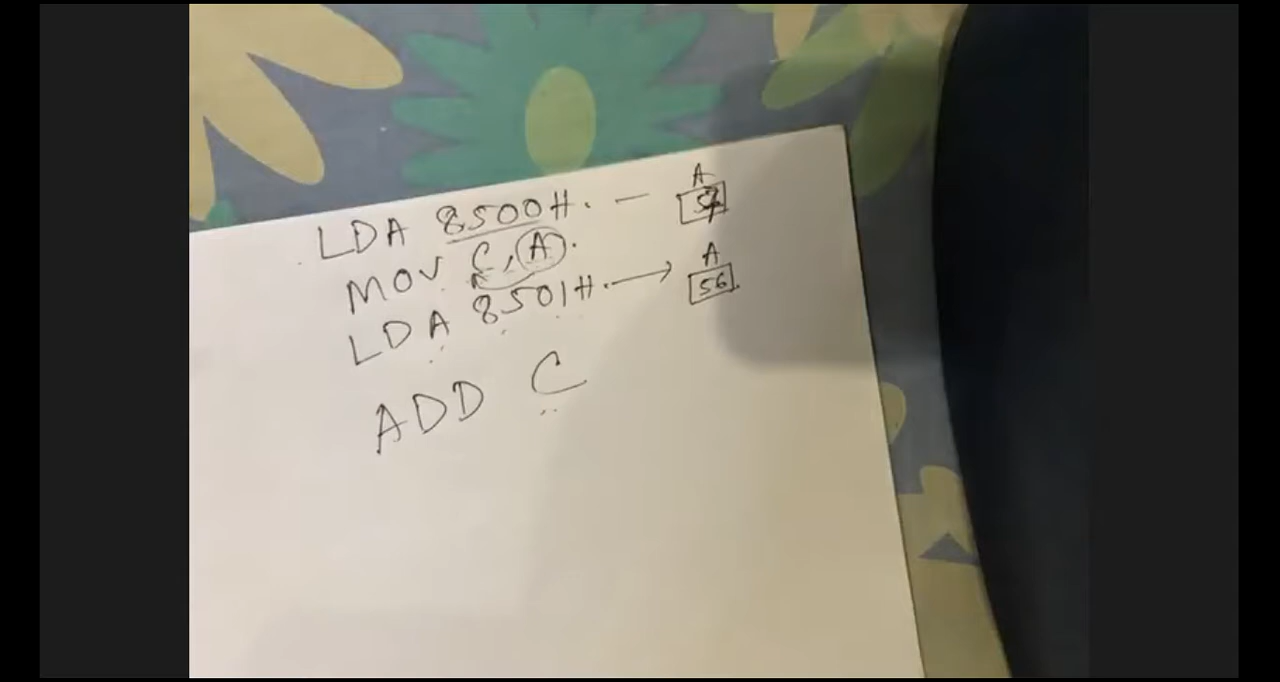 A
LDA 8500H. —
MOV C, A.
A
LDA 8501H. → 56
ADD C